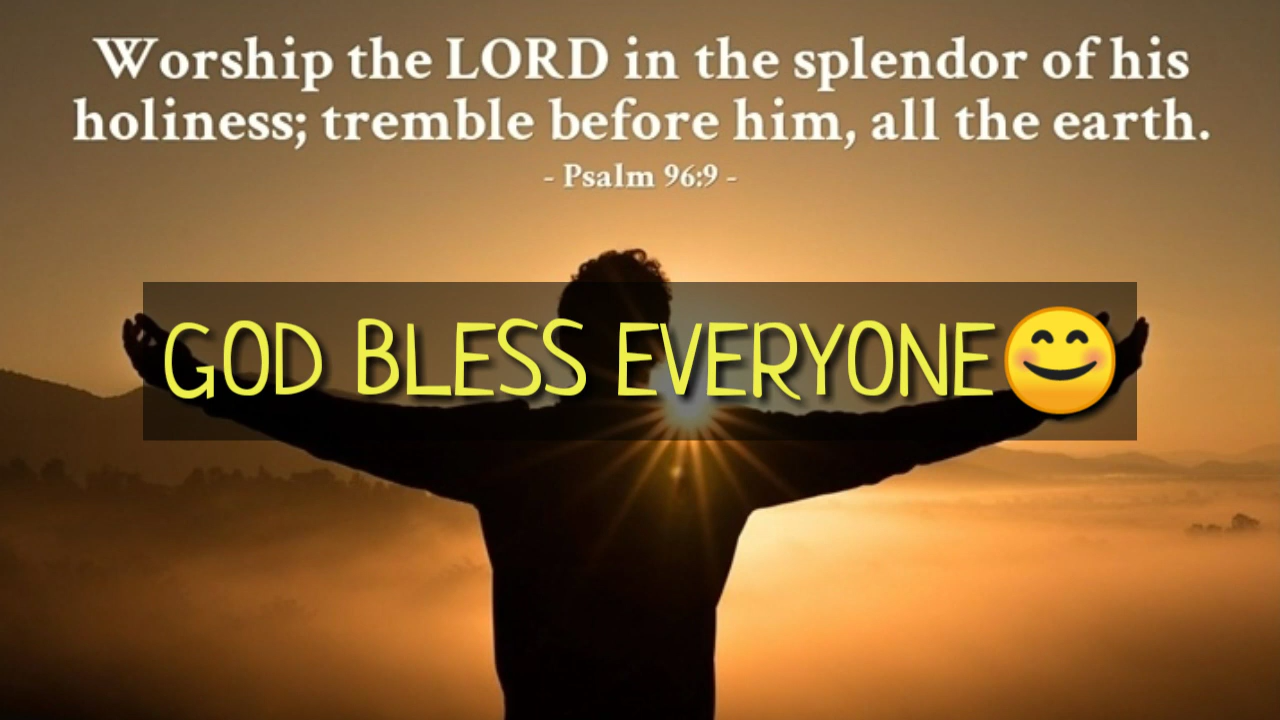 Worship the LORD in the splendor of his
holiness; tremble before him, all the earth.
- Psalm 96:9 -
GOD BLESS EVERYONE😊